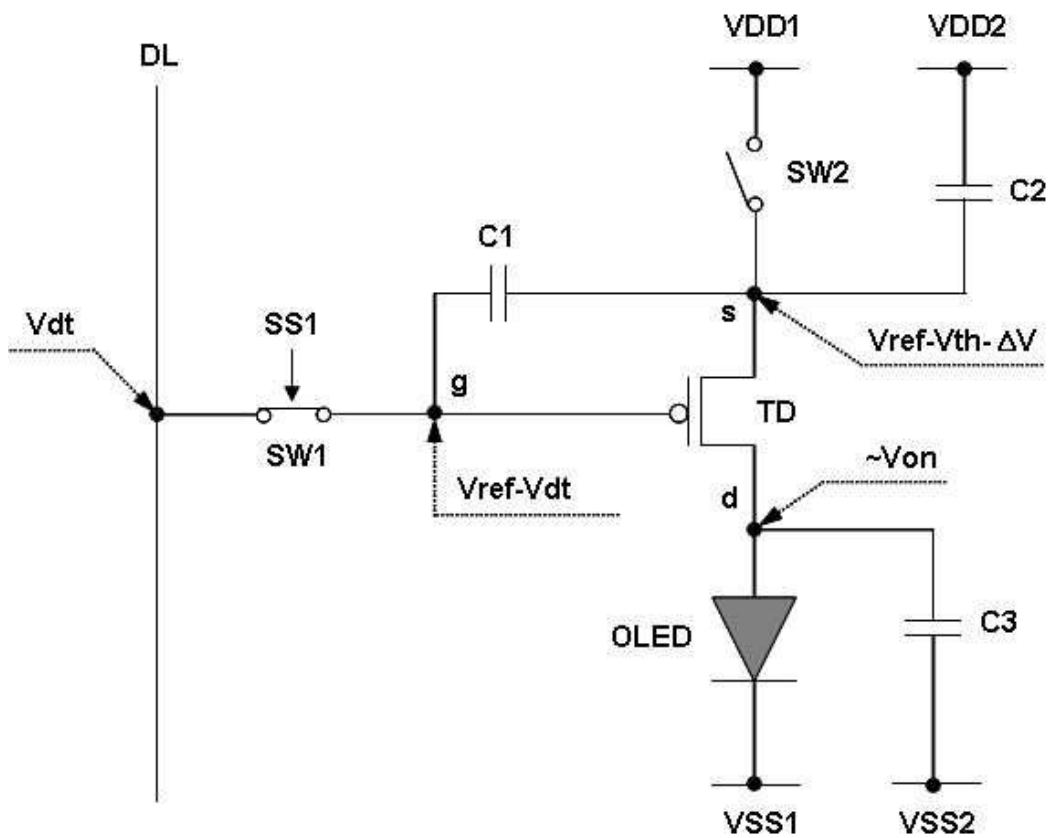 VDD1
VDD2
DL
SW2
C2
C1
Vdt
SS1
s
Vref-Vth-ΔV
g
TD
SW1
~Von
Vref-Vdt
d
OLED
C3
VSS1
VSS2